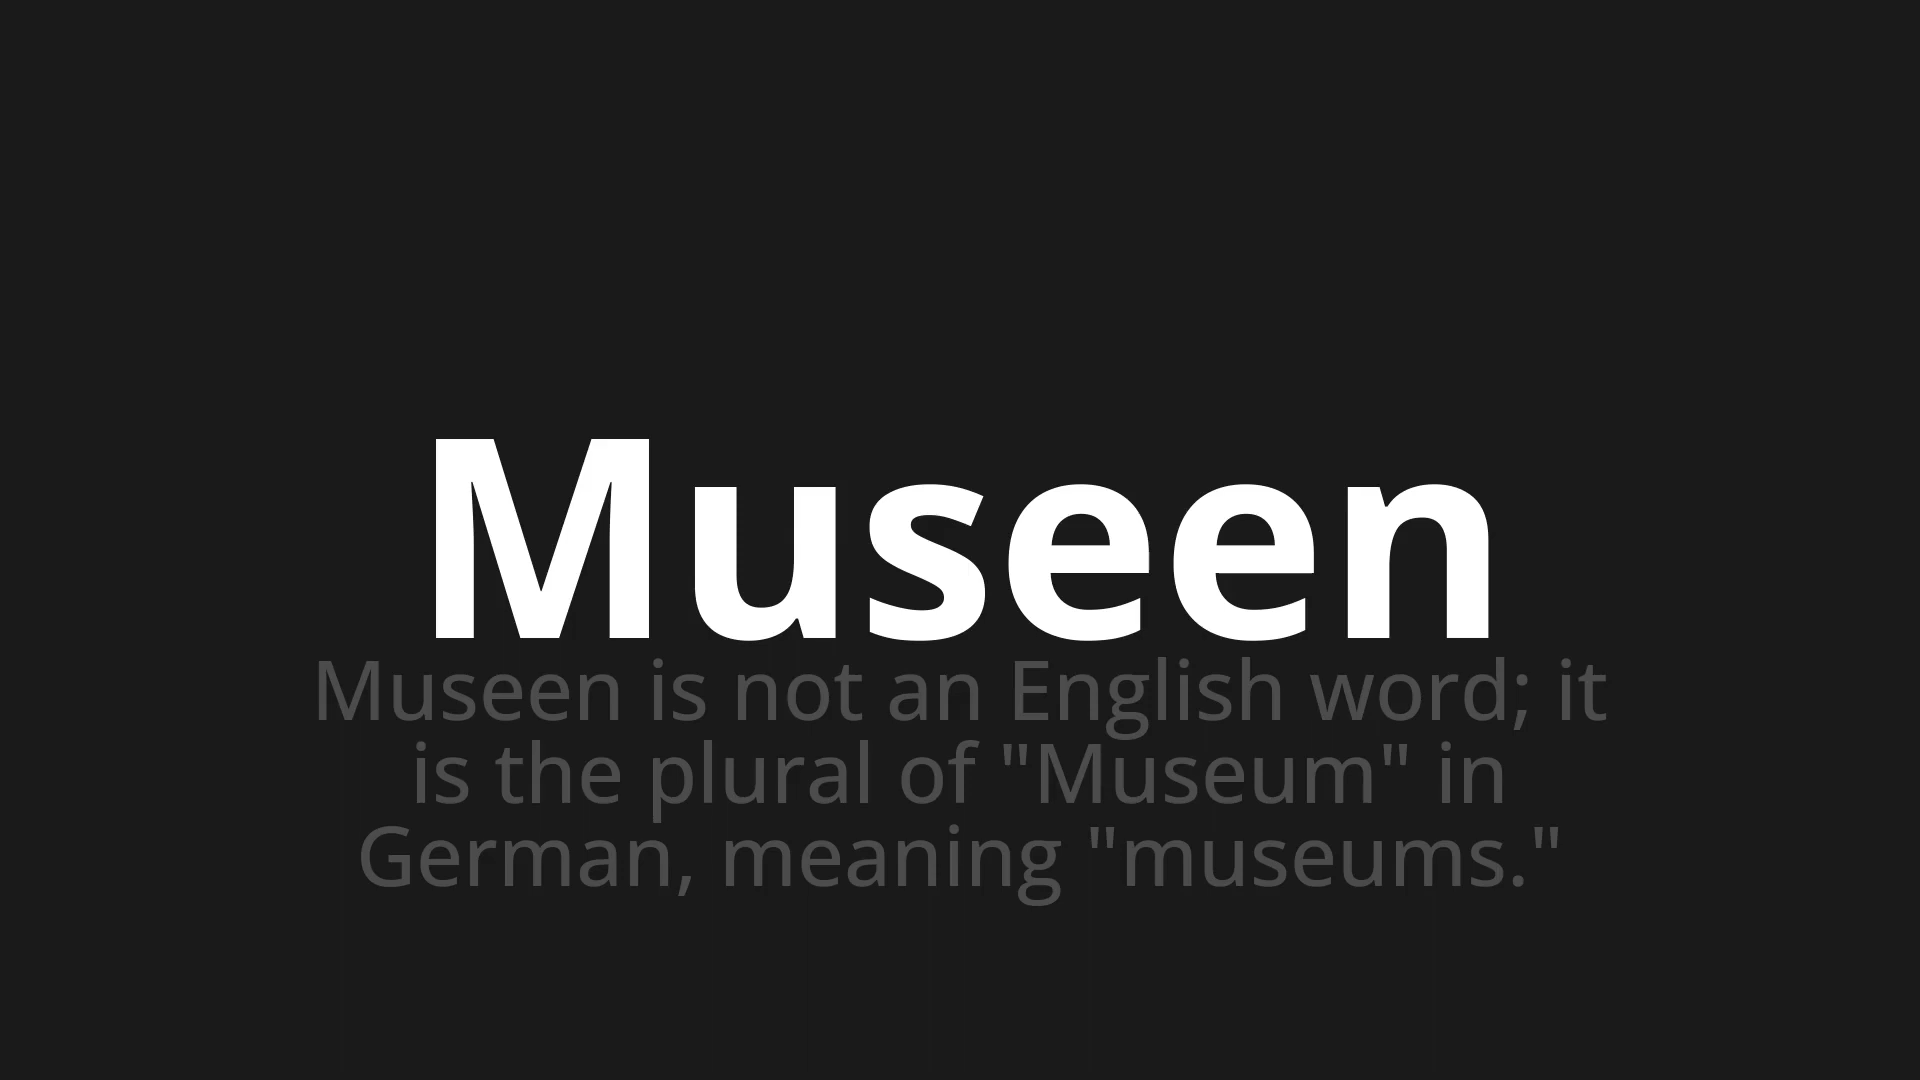 Museen
Museen is not an English word; it
is the plural of "Museum" in
German, meaning "museums."